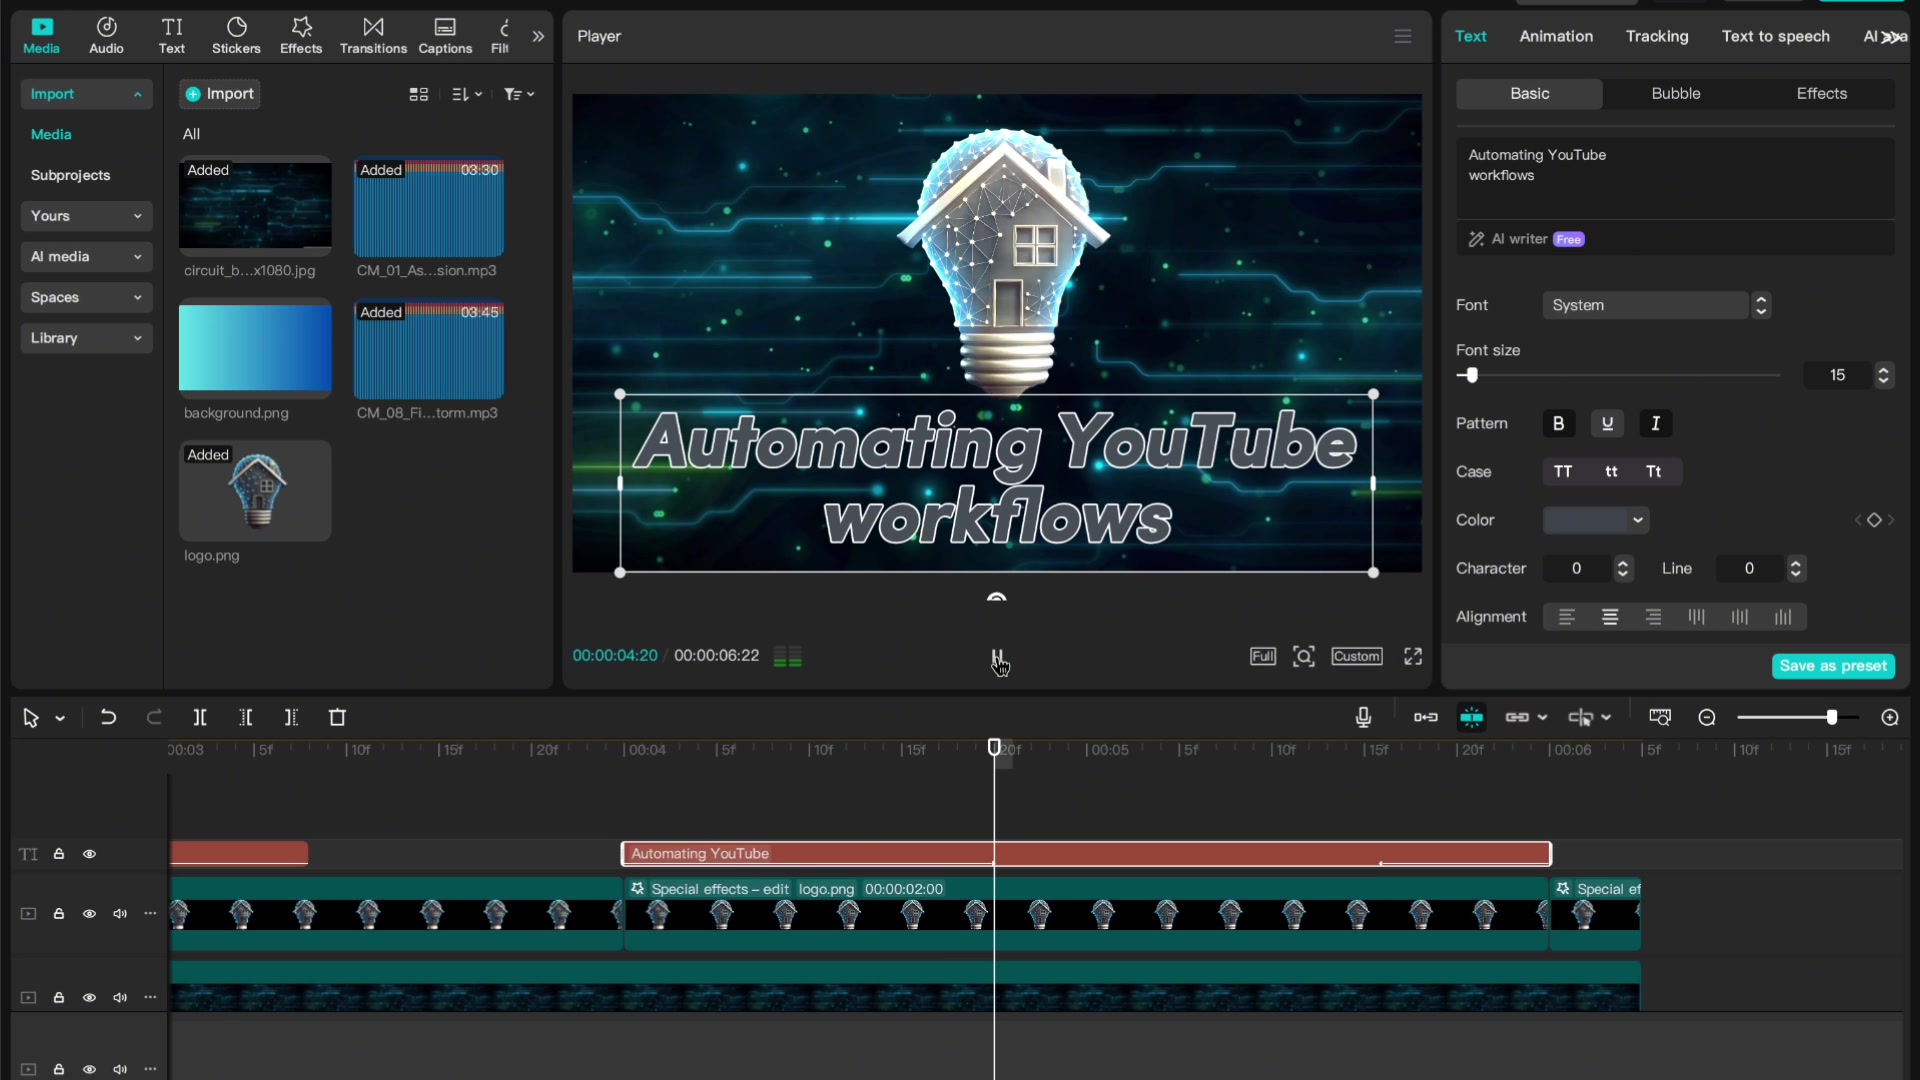 Media
Audio
Text
Stickers
Effects
Transitions
Captions
Player
Text
Animation
Tracking
Text to speech
Import
Media
Subprojects
Yours
AI media
Spaces
Library
Import
All
Added
circuit_b...x1080.jpg
Added
03:30
CM_01_As...sion.mp3
background.png
Added
03:45
CM_08_Fi...torm.mp3
Added
logo.png
Automating YouTube
workflows
00:00:04:20 / 00:00:06:22
Full
Custom
Basic
Bubble
Effects
Automating YouTube
workflows
AI writer Free
Font
System
Font size
15
Pattern
B U I
Case
TT tt Tt
Color
Character
0
Line
0
Alignment
Save as preset
00:03
5f
10f
15f
20f
00:04
5f
10f
15f
20f
00:05
5f
10f
15f
20f
00:06
5f
10f
15f
TI
Automating YouTube
Special effects – edit logo.png 00:00:02:00
Special ef